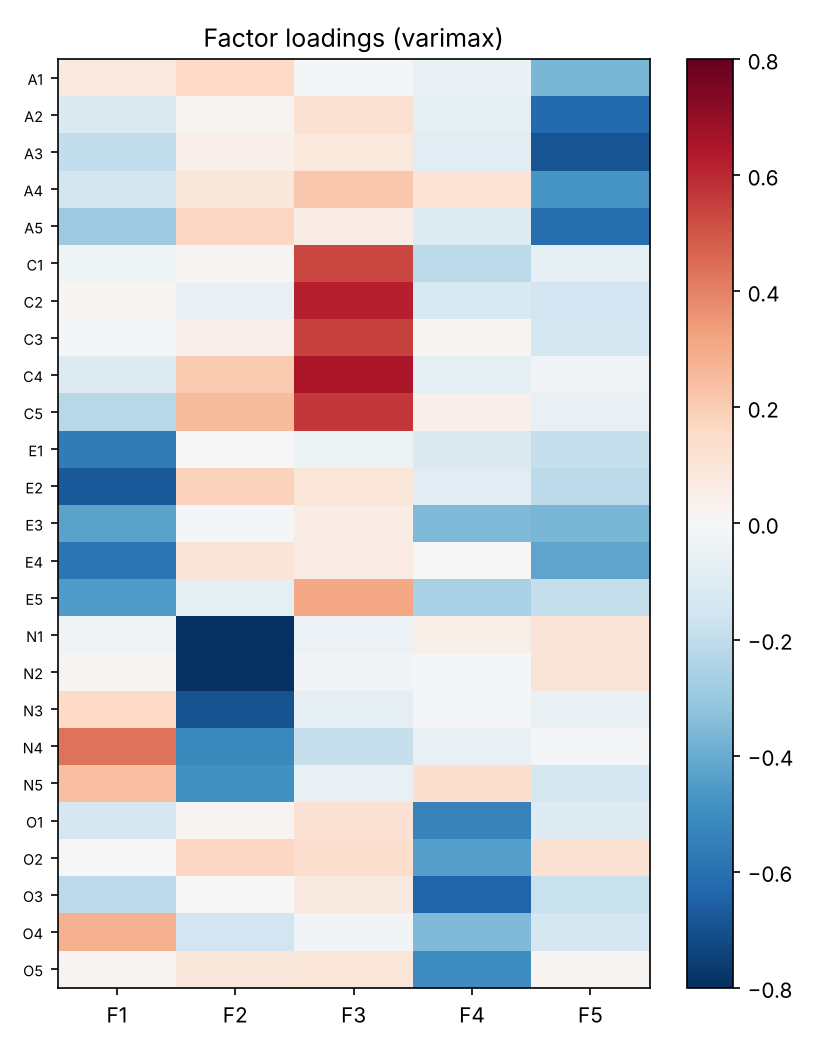 Factor loadings (varimax)
A1
A2
A3
A4
A5
C1
C2
C3
C4
C5
E1
E2
E3
E4
E5
N1
N2
N3
N4
N5
O1
O2
O3
O4
O5
F1 F2 F3 F4 F5
0.8
0.6
0.4
0.2
0.0
−0.2
−0.4
−0.6
−0.8